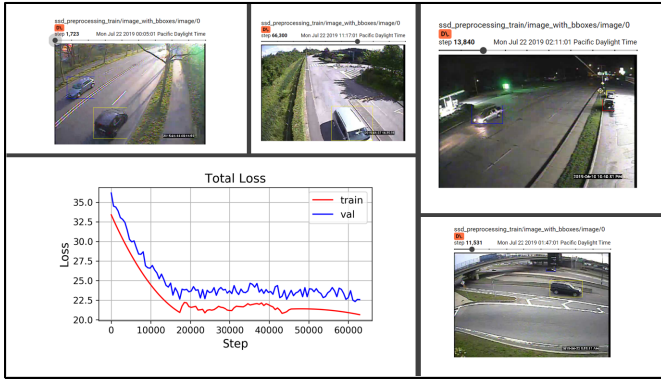 ssd_preprocessing_train/image_with_bboxes/image/0
step 1,723 Mon Jul 22 2019 00:05:01 Pacific Daylight Time
ssd_preprocessing_train/image_with_bboxes/image/0
step 66,300 Mon Jul 22 2019 11:17:01 Pacific Daylight Time
ssd_preprocessing_train/image_with_bboxes/image/0
step 13,840 Mon Jul 22 2019 02:11:01 Pacific Daylight Time
Total Loss
train
val
35.0
32.5
30.0
27.5
25.0
22.5
20.0
Loss
0 10000 20000 30000 40000 50000 60000
Step
ssd_preprocessing_train/image_with_bboxes/image/0
step 11,531 Mon Jul 22 2019 01:47:01 Pacific Daylight Time